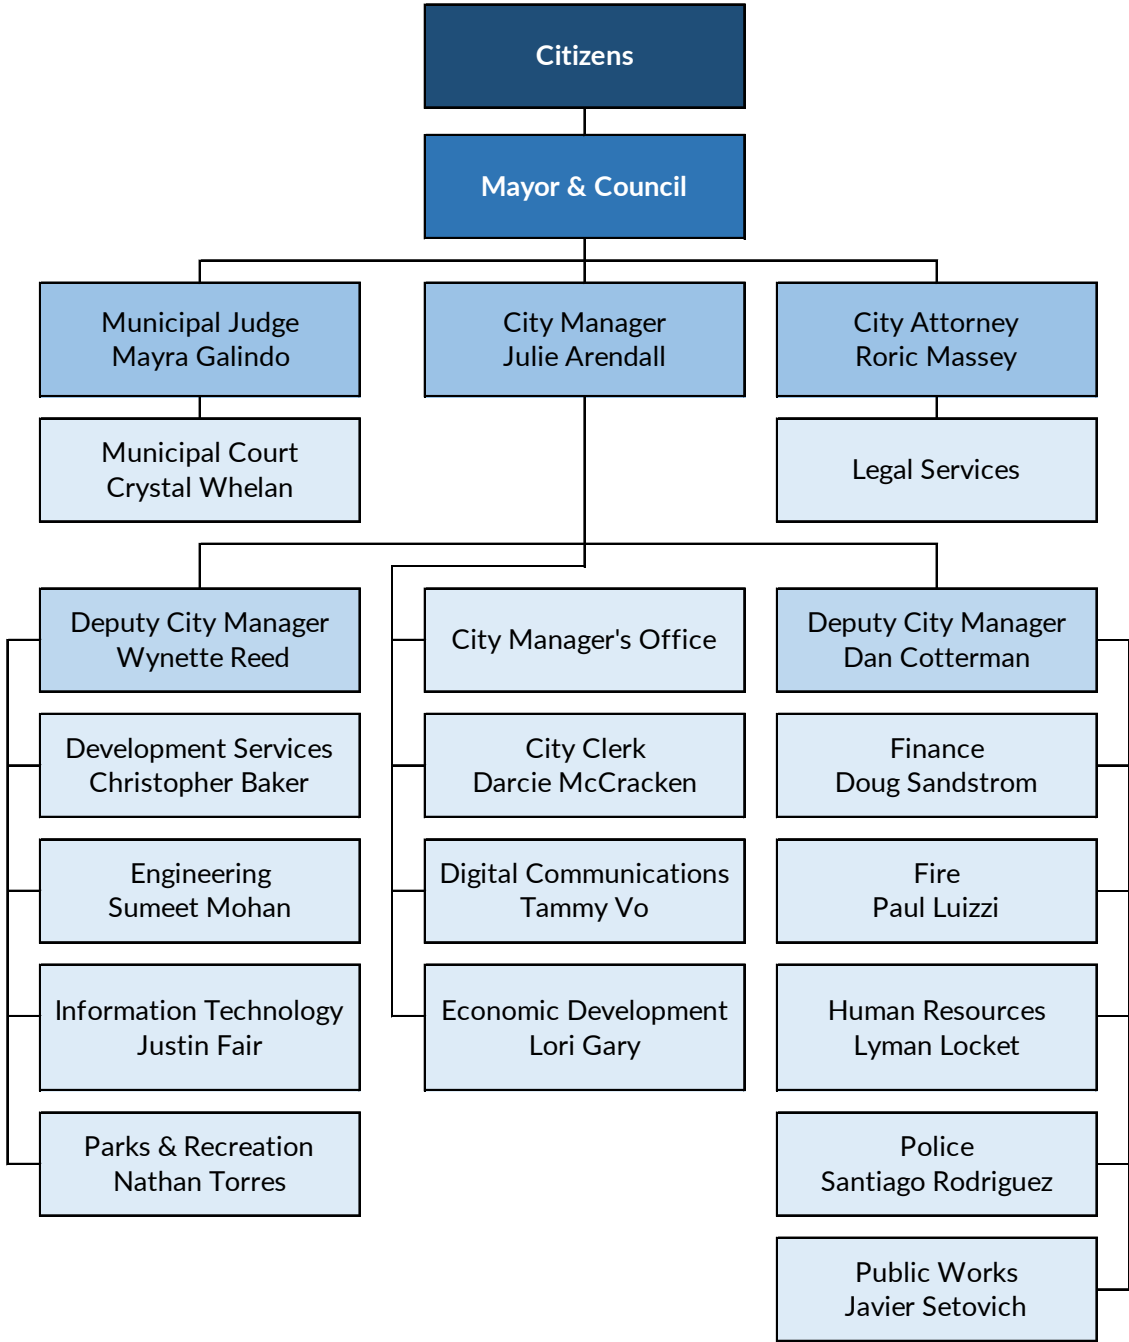 Citizens
Mayor & Council
Municipal Judge
Mayra Galindo
City Manager
Julie Arendall
City Attorney
Roric Massey
Municipal Court
Crystal Whelan
Legal Services
Deputy City Manager
Wynette Reed
City Manager's Office
Deputy City Manager
Dan Cotterman
Development Services
Christopher Baker
City Clerk
Darcie McCracken
Finance
Doug Sandstrom
Engineering
Sumeet Mohan
Digital Communications
Tammy Vo
Fire
Paul Luizzi
Information Technology
Justin Fair
Economic Development
Lori Gary
Human Resources
Lyman Locket
Parks & Recreation
Nathan Torres
Police
Santiago Rodriguez
Public Works
Javier Setovich